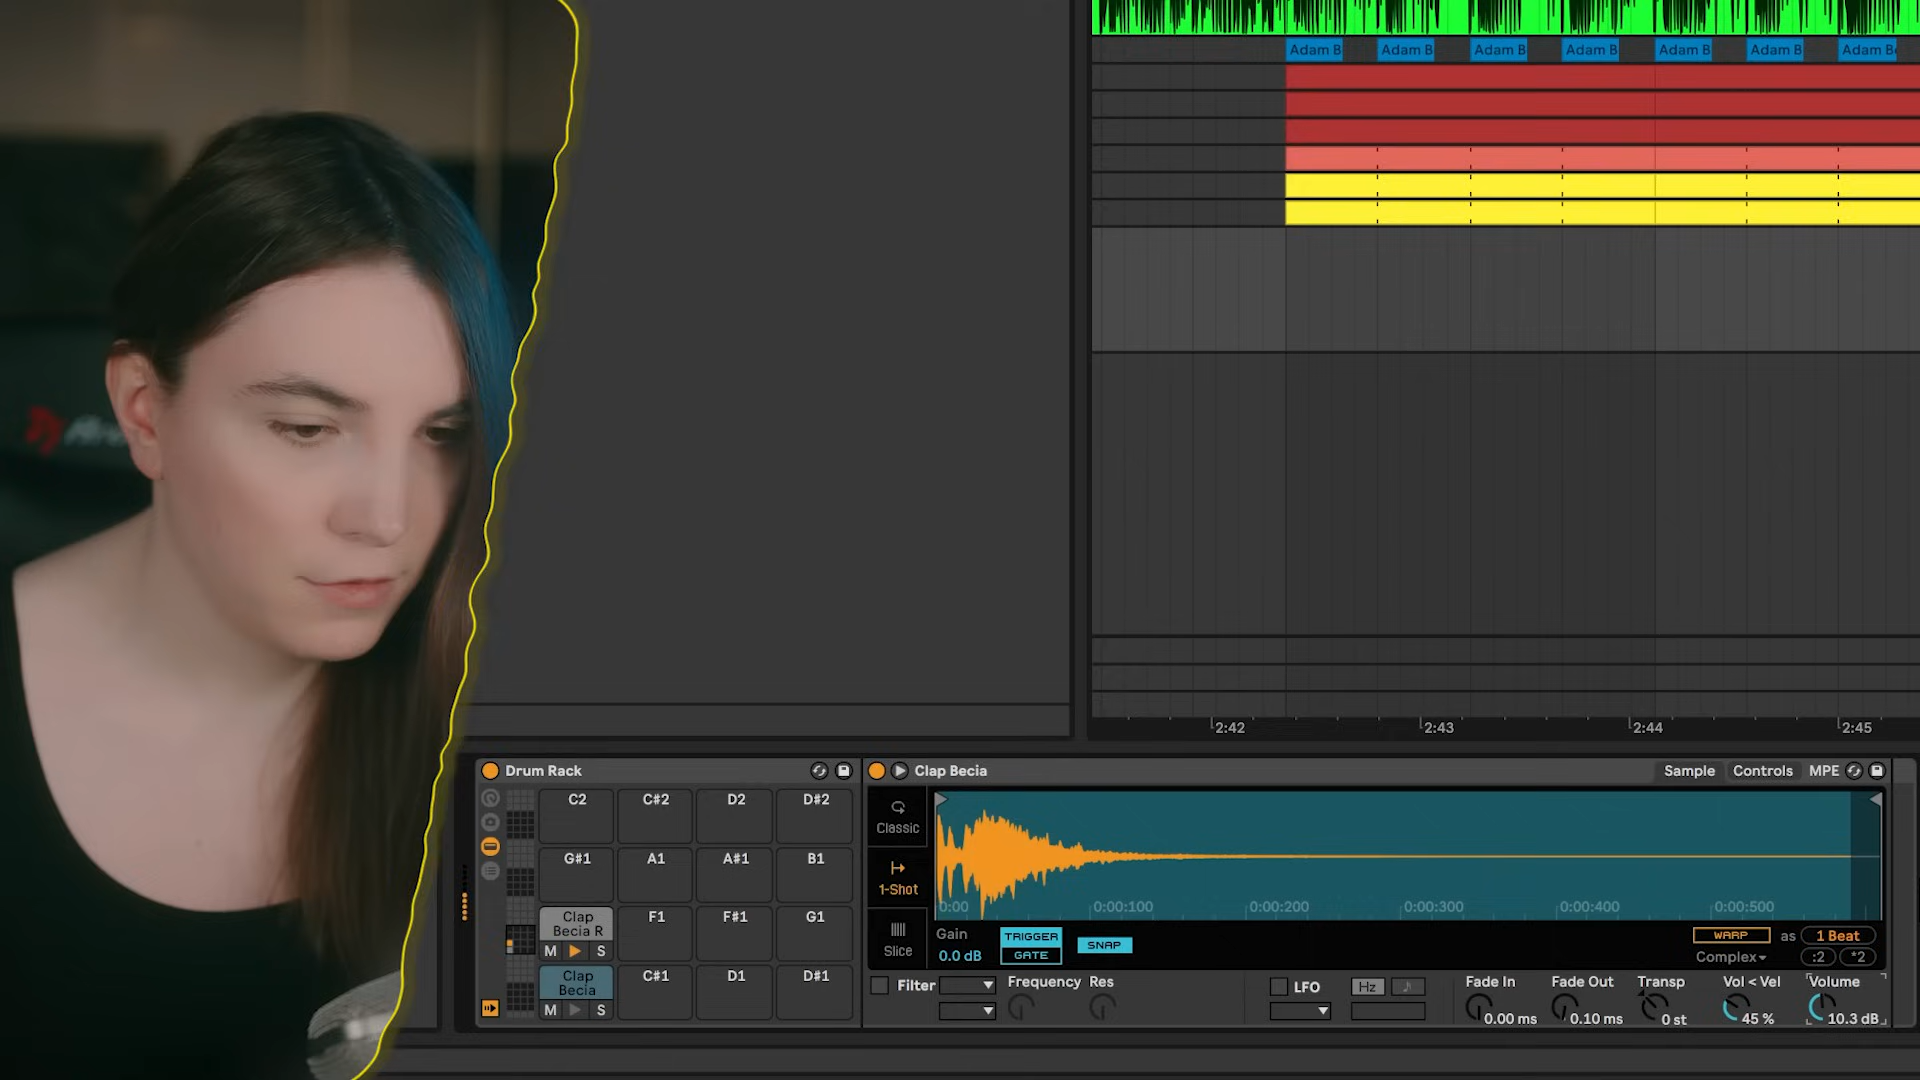 Adam B Adam B Adam B Adam B Adam B Adam B Adam B
2:42 2:43 2:44 2:45
Drum Rack
C2 C#2 D2 D#2
G#1 A1 A#1 B1
Clap
Becia R
F1 F#1 G1
M S
Clap
Becia
C#1 D1 D#1
M S
Clap Becia
Sample Controls MPE
Classic
1-Shot
Slice
0:00 0:00:100 0:00:200 0:00:300 0:00:400 0:00:500
Gain
0.0 dB
TRIGGER
GATE
SNAP
WARP as 1 Beat
Complex :2 *2
Filter
Frequency Res
LFO
Hz
Fade In Fade Out Transp Vol < Vel Volume
0.00 ms 0.10 ms 0 st 45 % 10.3 dB